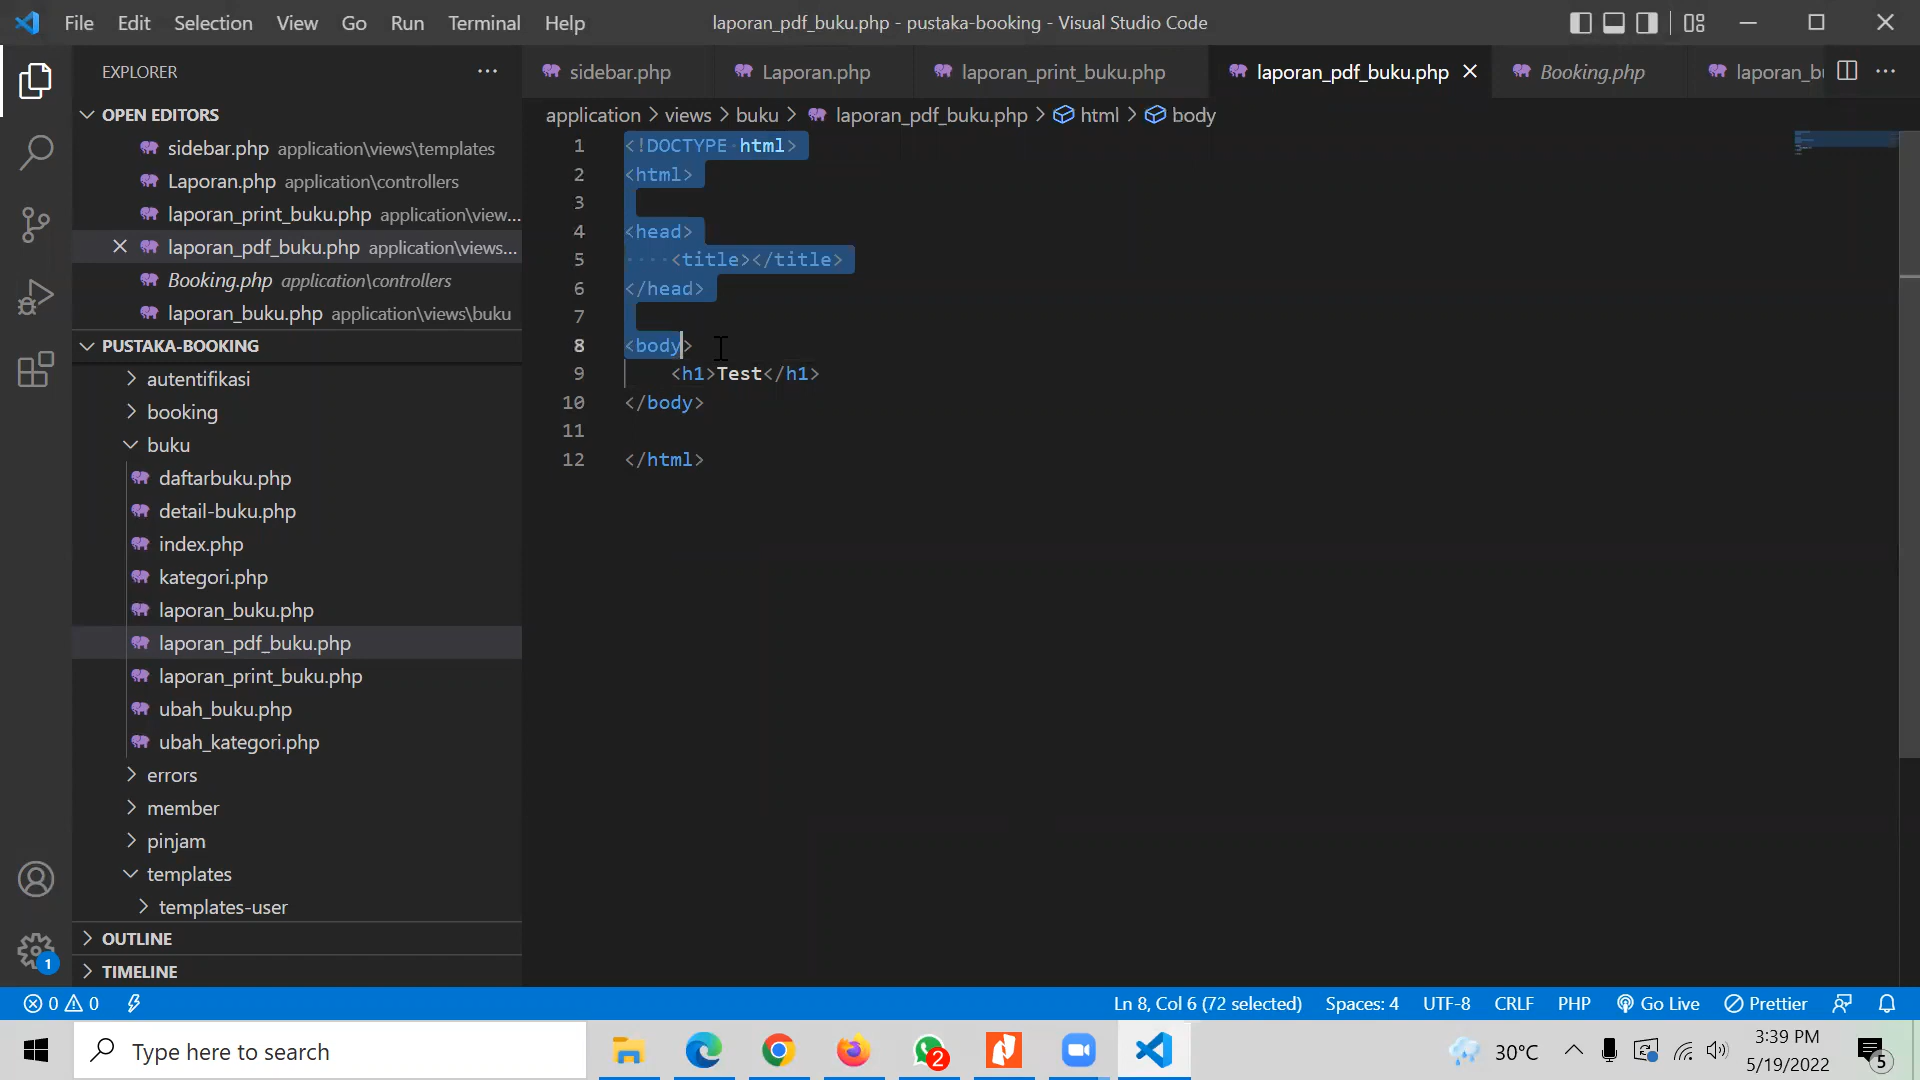 File Edit Selection View Go Run Terminal Help
laporan_pdf_buku.php - pustaka-booking - Visual Studio Code
EXPLORER
sidebar.php Laporan.php laporan_print_buku.php laporan_pdf_buku.php Booking.php laporan_bu
OPEN EDITORS
sidebar.php application\views\templates
Laporan.php application\controllers
laporan_print_buku.php application\view...
laporan_pdf_buku.php application\views...
Booking.php application\controllers
laporan_buku.php application\views\buku
PUSTAKA-BOOKING
autentifikasi
booking
buku
daftarbuku.php
detail-buku.php
index.php
kategori.php
laporan_buku.php
laporan_pdf_buku.php
laporan_print_buku.php
ubah_buku.php
ubah_kategori.php
errors
member
pinjam
templates
templates-user
OUTLINE
TIMELINE
application > views > buku > laporan_pdf_buku.php > html > body
1 <!DOCTYPE html>
2 <html>
3
4 <head>
5 <title></title>
6 </head>
7
8 <body>
9 <h1>Test</h1>
10 </body>
11
12 </html>
0 0
Ln 8, Col 6 (72 selected) Spaces: 4 UTF-8 CRLF PHP Go Live Prettier
1
Type here to search
2
30°C
3:39 PM
5/19/2022
5